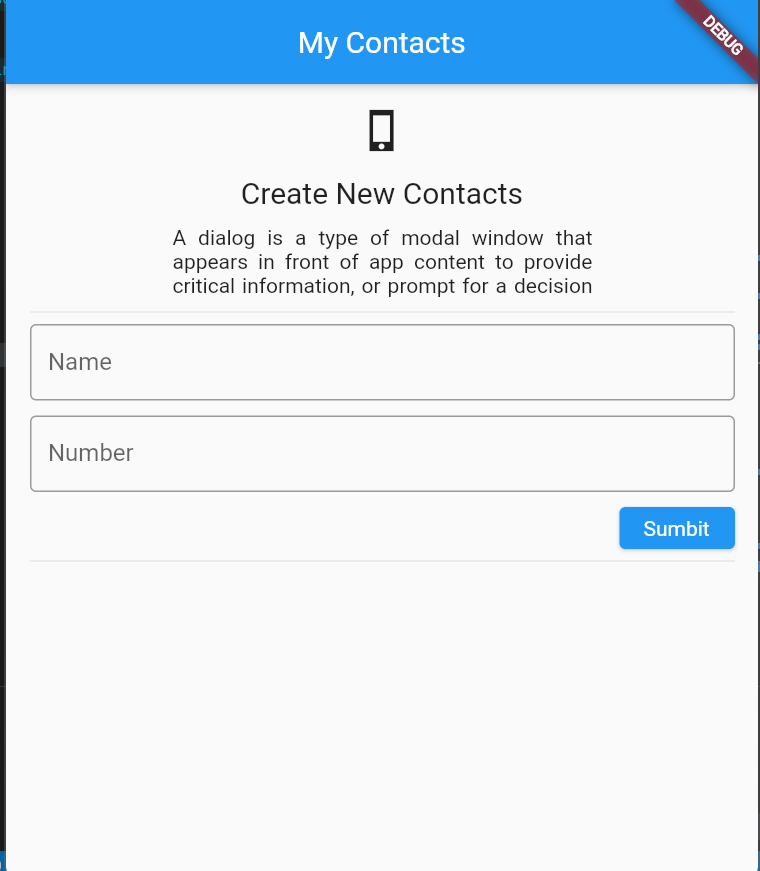 My Contacts
DEBUG
Create New Contacts
A dialog is a type of modal window that
appears in front of app content to provide
critical information, or prompt for a decision
Name
Number
Sumbit